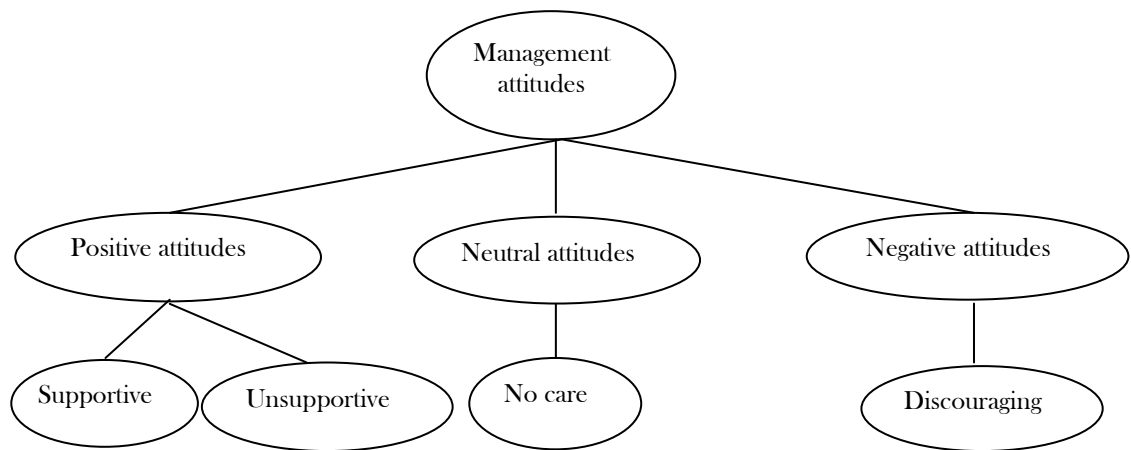 Management
attitudes
Positive attitudes
Neutral attitudes
Negative attitudes
Supportive
Unsupportive
No care
Discouraging